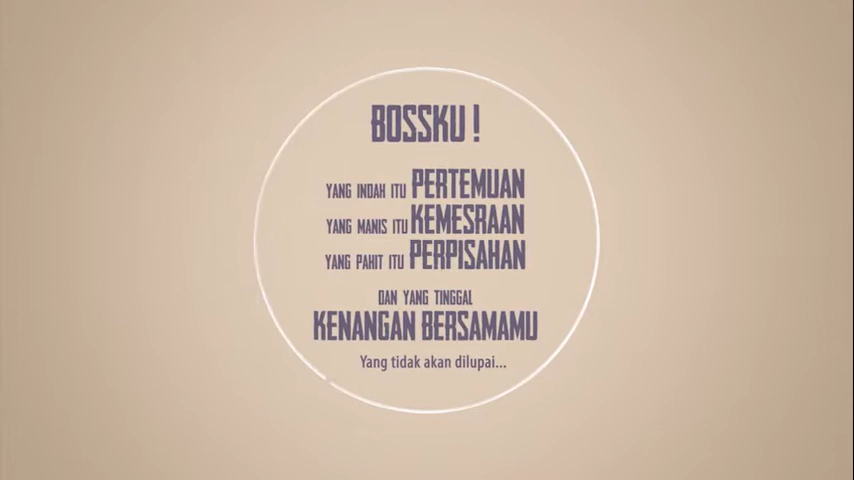 BOSSKU !
YANG INDAH ITU PERTEMUAN
YANG MANIS ITU KEMESRAAN
YANG PAHIT ITU PERPISAHAN
DAN YANG TINGGAL
KENANGAN BERSAMAMU
Yang tidak akan dilupai...